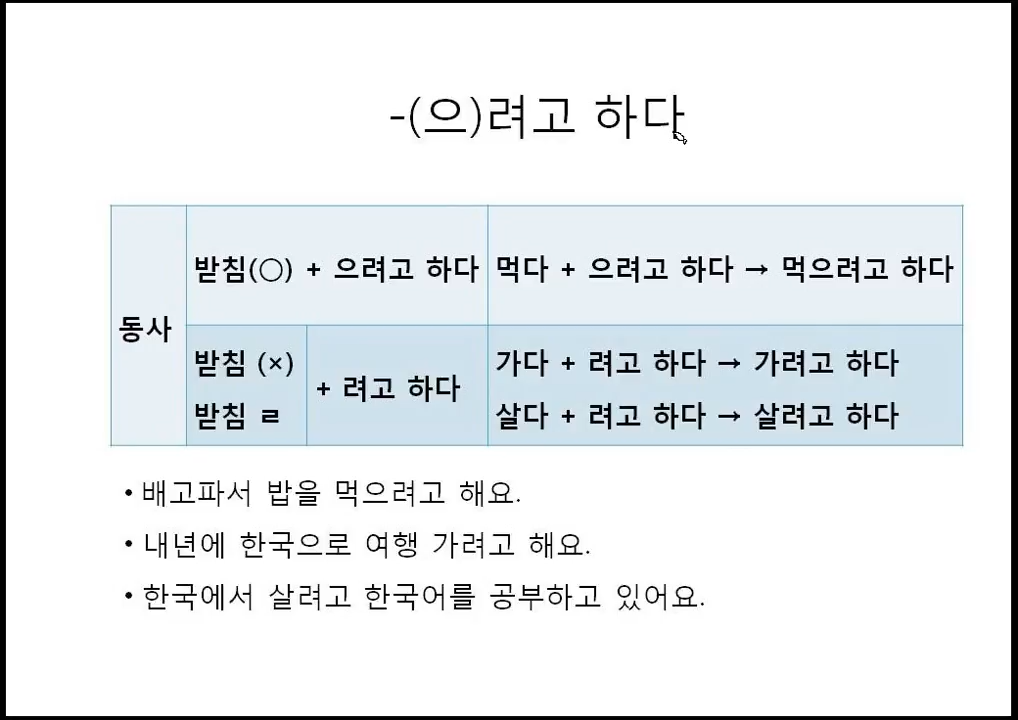 -(으)려고 하다
동사
받침(○) + 으려고 하다
먹다 + 으려고 하다 → 먹으려고 하다
받침 (×)
받침 ㄹ
+ 려고 하다
가다 + 려고 하다 → 가려고 하다
살다 + 려고 하다 → 살려고 하다
• 배고파서 밥을 먹으려고 해요.
• 내년에 한국으로 여행 가려고 해요.
• 한국에서 살려고 한국어를 공부하고 있어요.